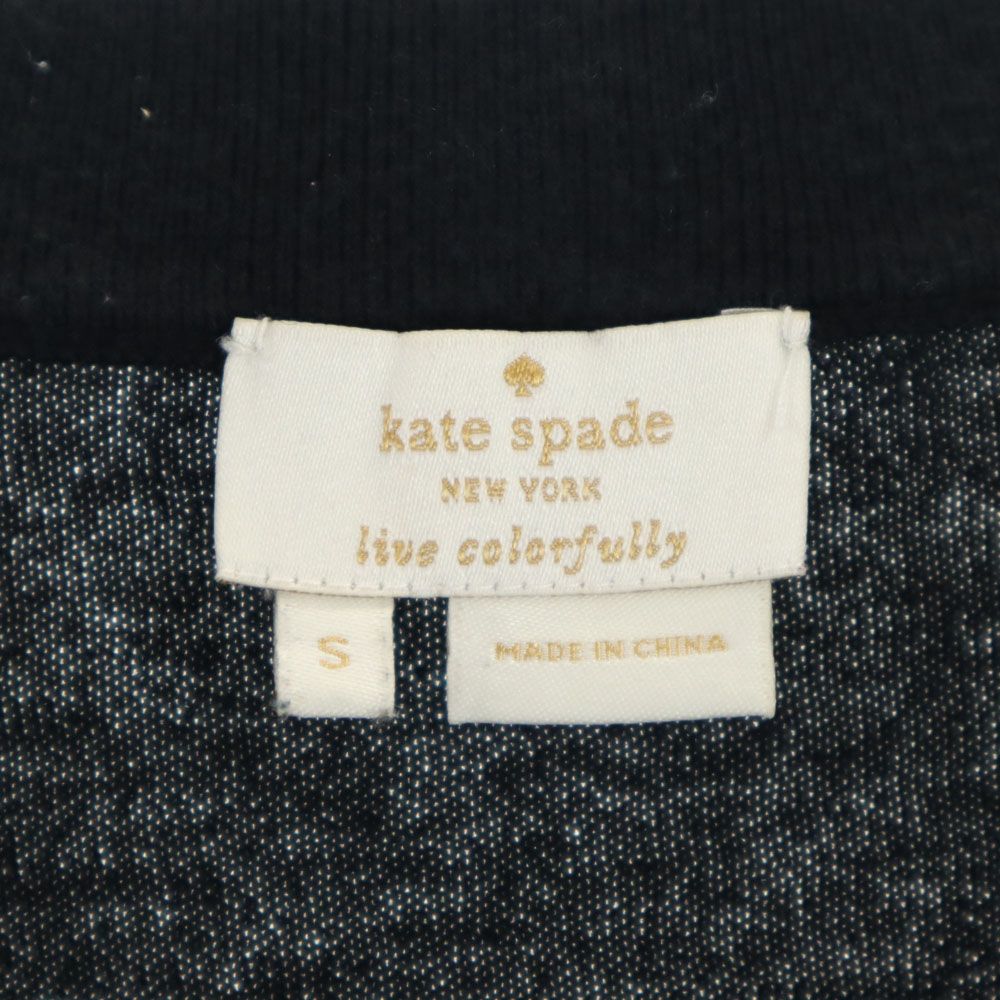 kate spade
NEW YORK
live colorfully
S
MADE IN CHINA